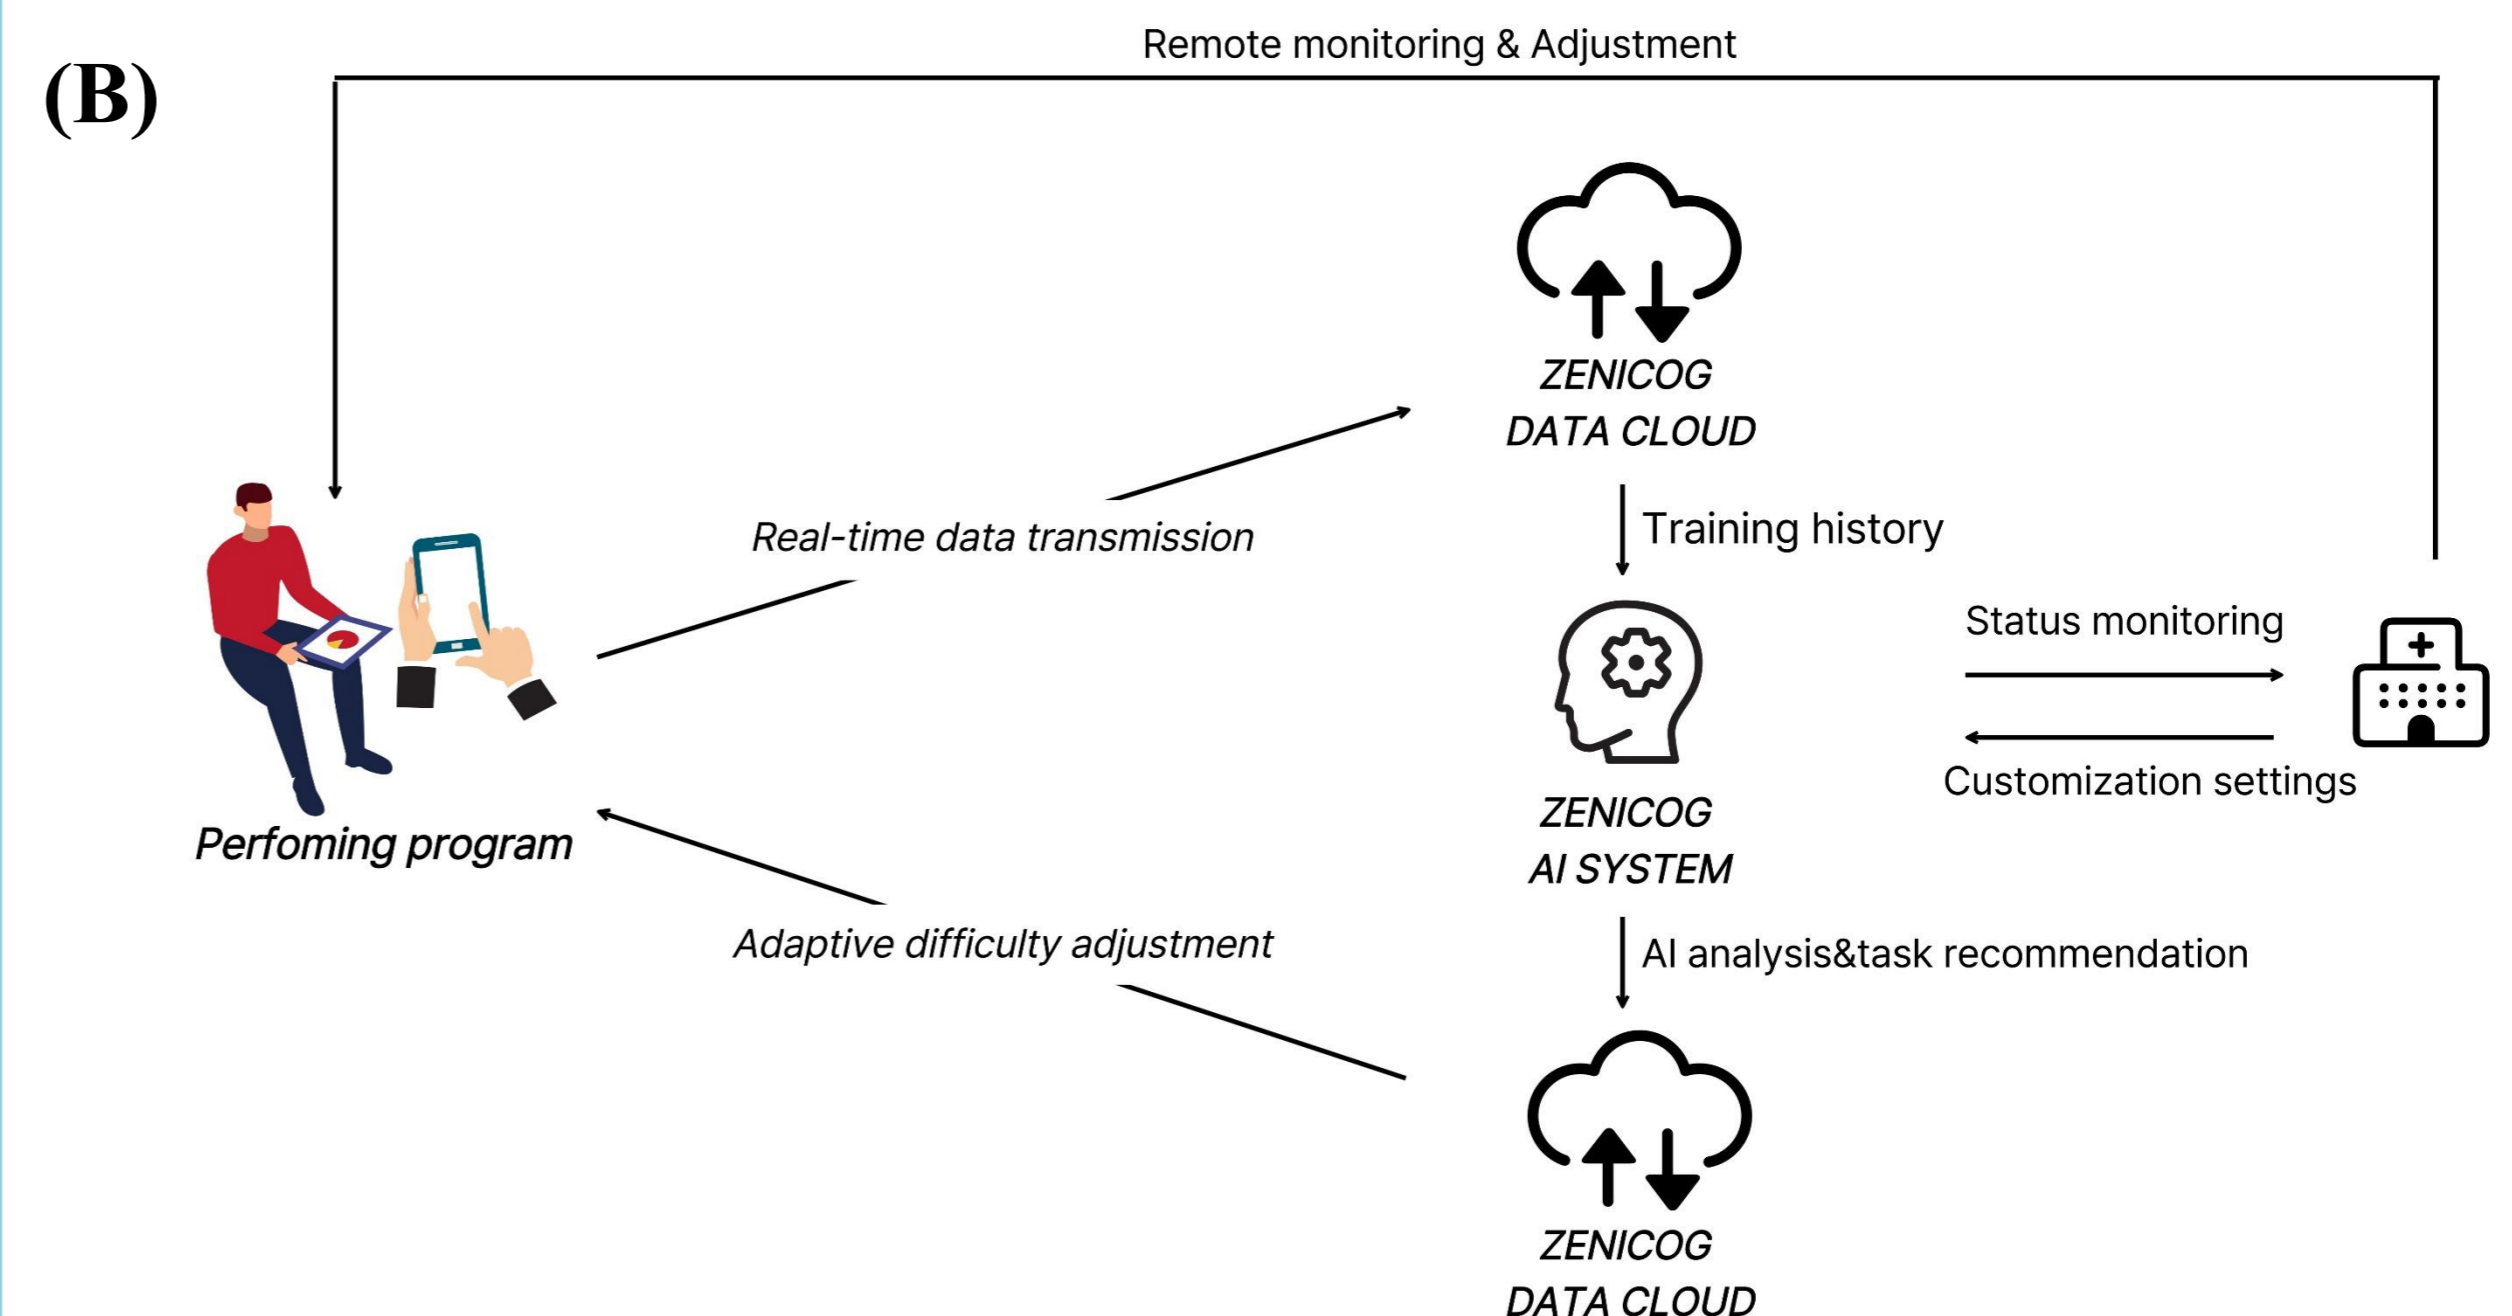 Remote monitoring & Adjustment
(B)
ZENICOG
DATA CLOUD
Real-time data transmission
Training history
Status monitoring
Customization settings
ZENICOG
AI SYSTEM
Perfoming program
Adaptive difficulty adjustment
AI analysis&task recommendation
ZENICOG
DATA CLOUD